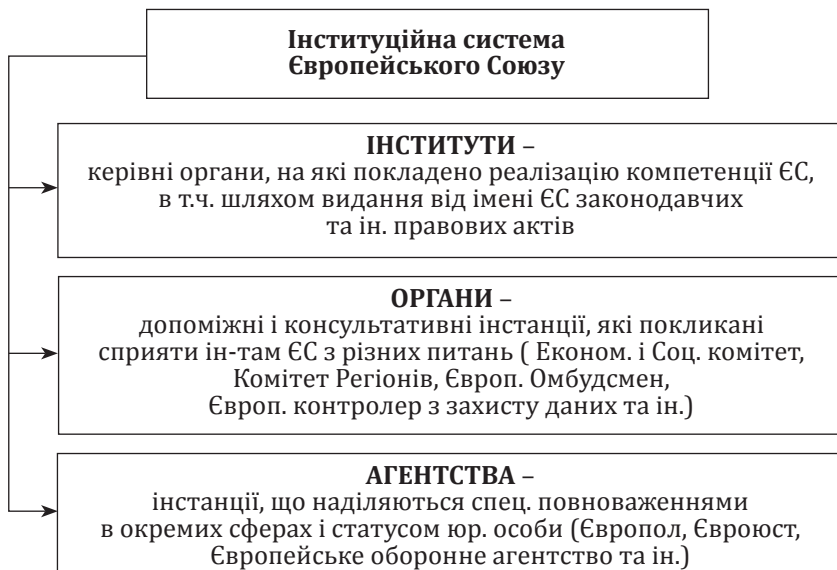 Інституційна система
Європейського Союзу
ІНСТИТУТИ –
керівні органи, на які покладено реалізацію компетенції ЄС,
в т.ч. шляхом видання від імені ЄС законодавчих
та ін. правових актів
ОРГАНИ –
допоміжні і консультативні інстанції, які покликані
сприяти ін-там ЄС з різних питань ( Економ. і Соц. комітет,
Комітет Регіонів, Європ. Омбудсмен,
Європ. контролер з захисту даних та ін.)
АГЕНТСТВА –
інстанції, що наділяються спец. повноваженнями
в окремих сферах і статусом юр. особи (Європол, Євроюст,
Європейське оборонне агентство та ін.)